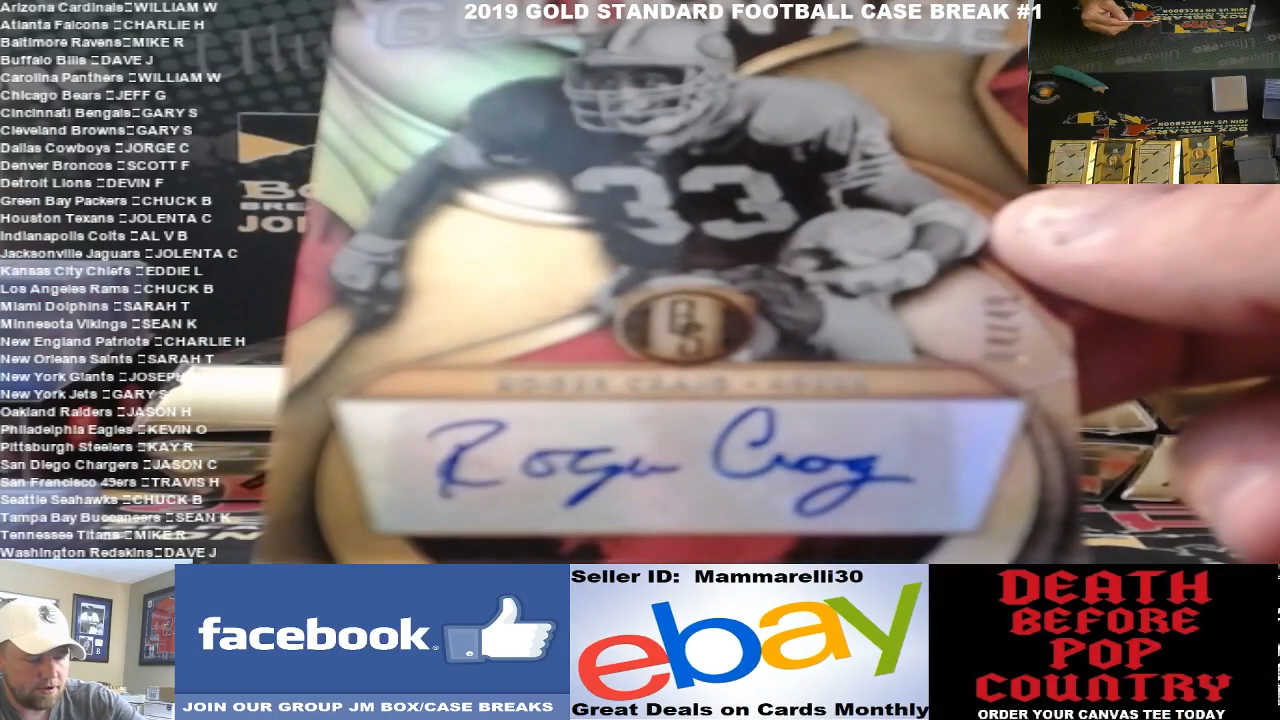 2019 GOLD STANDARD FOOTBALL CASE BREAK #1
Arizona Cardinals WILLIAM W
Atlanta Falcons CHARLIE H
Baltimore Ravens MIKE R
Buffalo Bills DAVE J
Carolina Panthers WILLIAM W
Chicago Bears JEFF G
Cincinnati Bengals GARY S
Cleveland Browns GARY S
Dallas Cowboys JORGE C
Denver Broncos SCOTT F
Detroit Lions DEVIN F
Green Bay Packers CHUCK B
Houston Texans JOLENTA C
Indianapolis Colts AL V B
Jacksonville Jaguars JOLENTA C
Kansas City Chiefs EDDIE L
Los Angeles Rams CHUCK B
Miami Dolphins SARAH T
Minnesota Vikings SEAN K
New England Patriots CHARLIE H
New Orleans Saints SARAH T
New York Giants JOSEPH
New York Jets GARY S
Oakland Raiders JASON H
Philadelphia Eagles KEVIN O
Pittsburgh Steelers KAY R
San Diego Chargers JASON C
San Francisco 49ers TRAVIS H
Seattle Seahawks CHUCK B
Tampa Bay Buccaneers SEAN K
Tennessee Titans MIKE R
Washington Redskins DAVE J
33
GS
ROGER CRAIG
Roger Craig
facebook
JOIN OUR GROUP JM BOX/CASE BREAKS
Seller ID: Mammarelli30
ebay
Great Deals on Cards Monthly
DEATH
BEFORE
POP
COUNTRY
ORDER YOUR CANVAS TEE TODAY